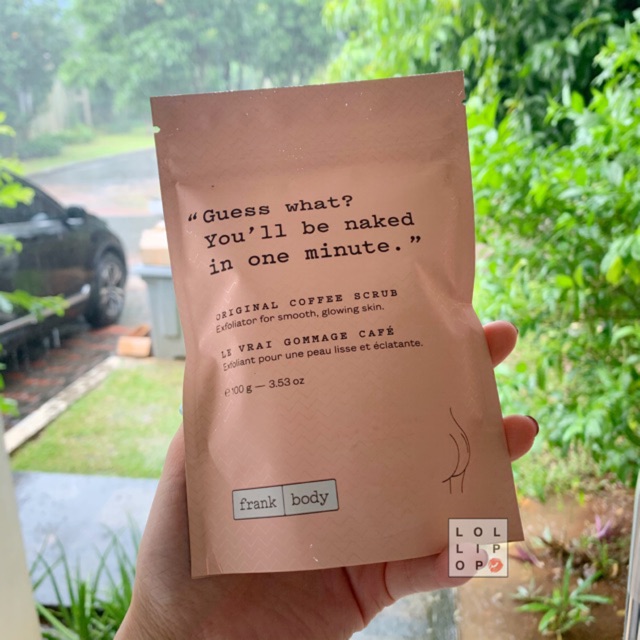 “Guess what?
You’ll be naked
in one minute.”
ORIGINAL COFFEE SCRUB
Exfoliator for smooth, glowing skin.
LE VRAI GOMMAGE CAFÉ
Exfoliant pour une peau lisse et éclatante.
℮ 100 g — 3.53 oz
frank body
LOL
LIP
OP